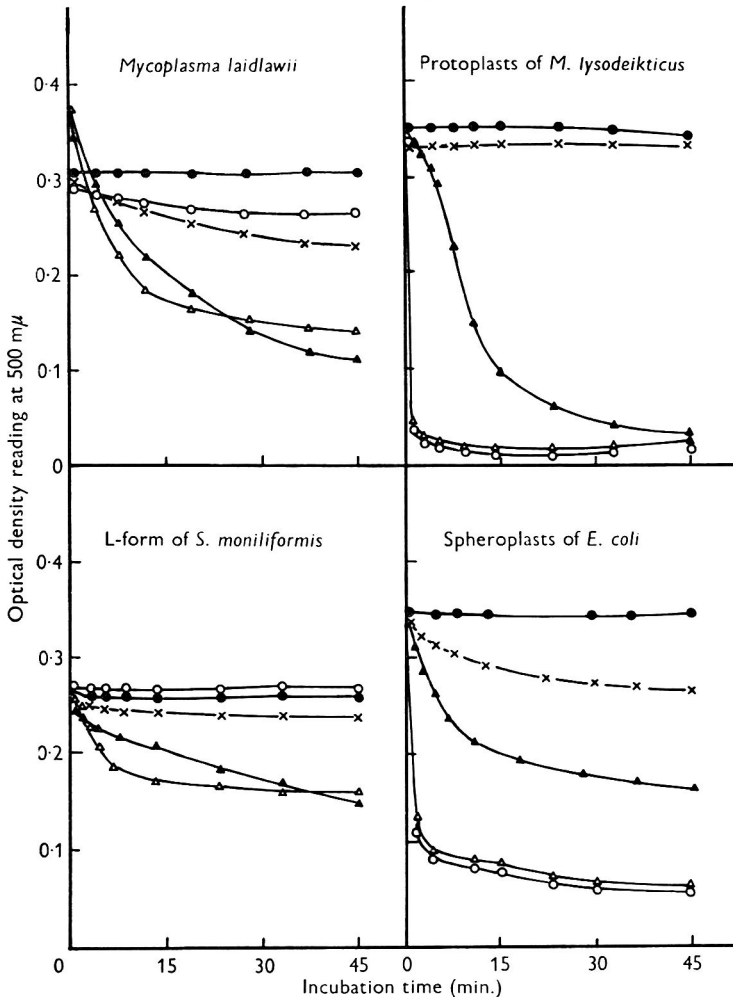 Mycoplasma laidlawii
Protoplasts of M. lysodeikticus
0·4
0·3
0·2
0·1
0
L-form of S. moniliformis
Spheroplasts of E. coli
0·4
0·3
0·2
0·1
0 15 30 45
0 15 30 45
Optical density reading at 500 mμ
Incubation time (min.)